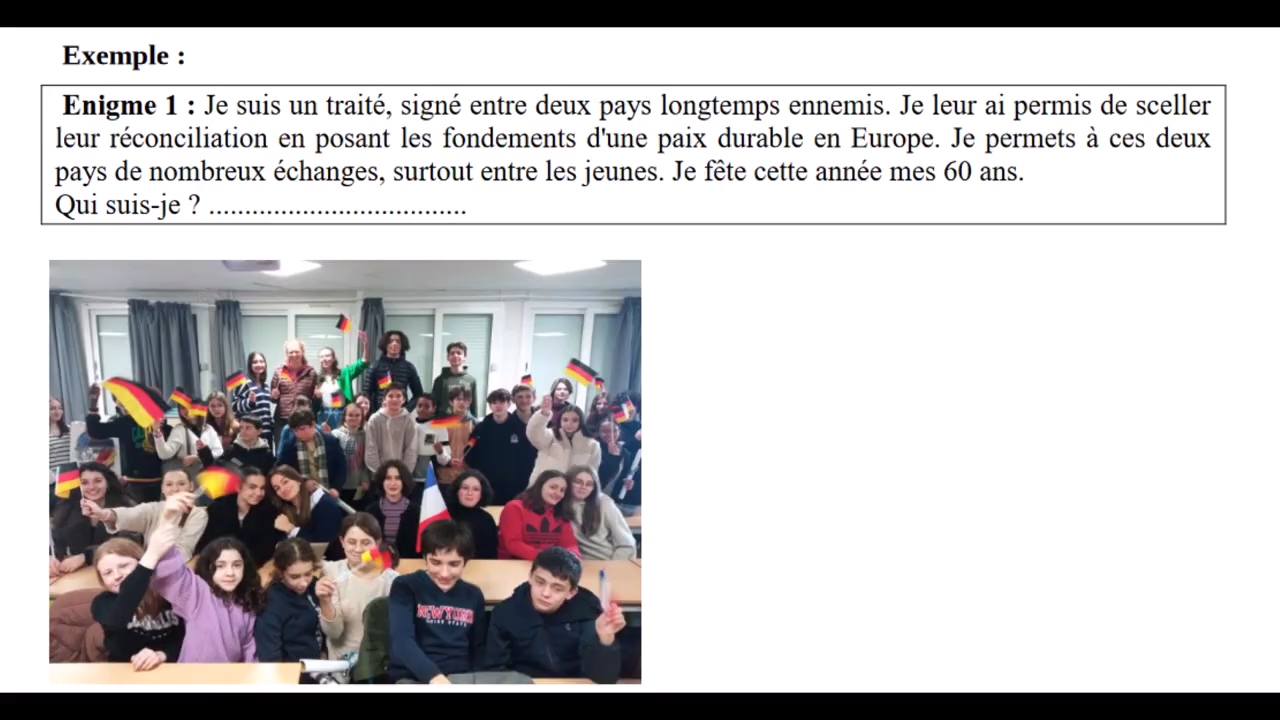 Exemple :
Enigme 1 : Je suis un traité, signé entre deux pays longtemps ennemis. Je leur ai permis de sceller
leur réconciliation en posant les fondements d'une paix durable en Europe. Je permets à ces deux
pays de nombreux échanges, surtout entre les jeunes. Je fête cette année mes 60 ans.
Qui suis-je ? ....................................
NEWYORK